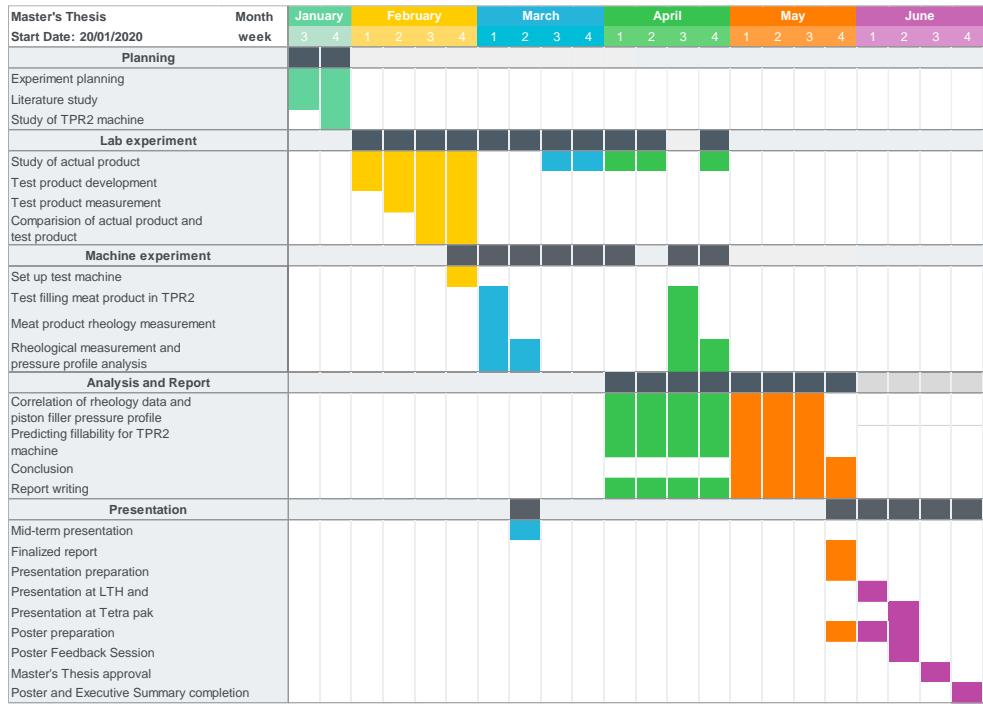 Master's Thesis Month January February March April May June
Start Date: 20/01/2020 week 3 4 1 2 3 4 1 2 3 4 1 2 3 4 1 2 3 4 1 2 3 4
Planning
Experiment planning
Literature study
Study of TPR2 machine
Lab experiment
Study of actual product
Test product development
Test product measurement
Comparision of actual product and
test product
Machine experiment
Set up test machine
Test filling meat product in TPR2
Meat product rheology measurement
Rheological measurement and
pressure profile analysis
Analysis and Report
Correlation of rheology data and
piston filler pressure profile
Predicting fillability for TPR2
machine
Conclusion
Report writing
Presentation
Mid-term presentation
Finalized report
Presentation preparation
Presentation at LTH and
Presentation at Tetra pak
Poster preparation
Poster Feedback Session
Master's Thesis approval
Poster and Executive Summary completion